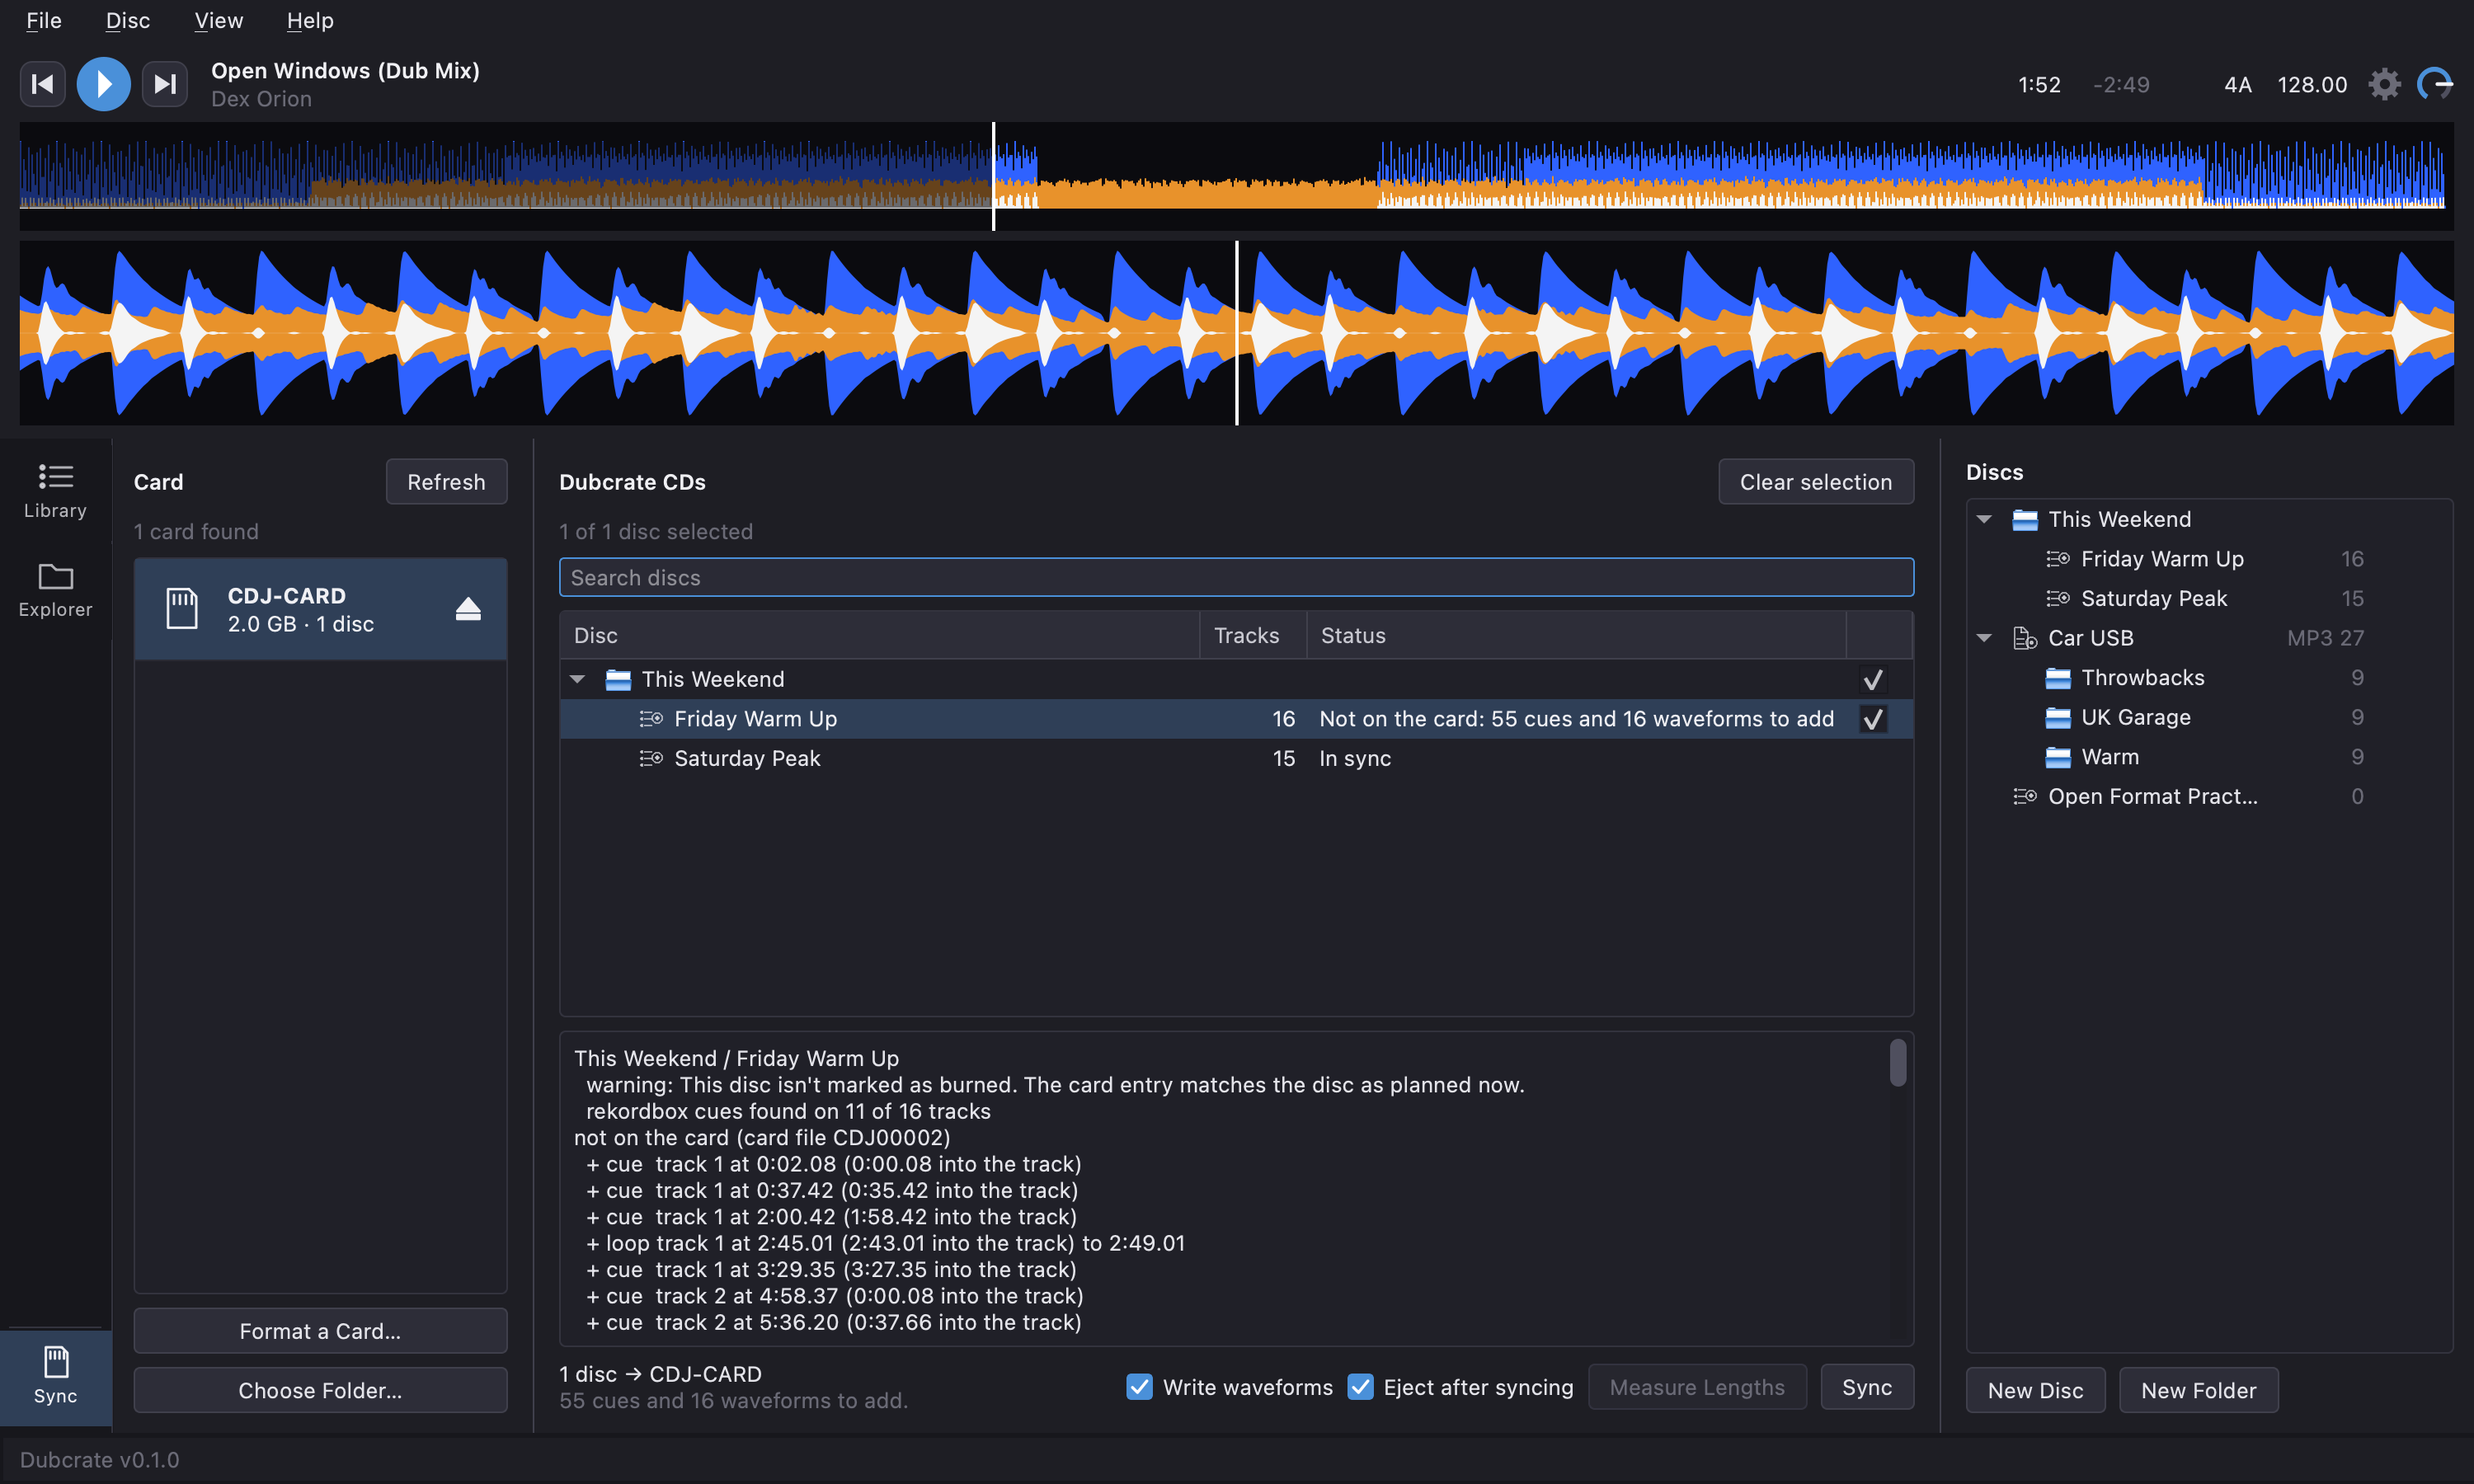 File Disc View Help
Open Windows (Dub Mix)
Dex Orion
1:52 -2:49 4A 128.00
Library
Explorer
Sync
Card Refresh
1 card found
CDJ-CARD
2.0 GB · 1 disc
Format a Card...
Choose Folder...
Dubcrate CDs Clear selection
1 of 1 disc selected
Search discs
Disc Tracks Status
This Weekend
Friday Warm Up 16 Not on the card: 55 cues and 16 waveforms to add
Saturday Peak 15 In sync
This Weekend / Friday Warm Up
warning: This disc isn't marked as burned. The card entry matches the disc as planned now.
rekordbox cues found on 11 of 16 tracks
not on the card (card file CDJ00002)
+ cue track 1 at 0:02.08 (0:00.08 into the track)
+ cue track 1 at 0:37.42 (0:35.42 into the track)
+ cue track 1 at 2:00.42 (1:58.42 into the track)
+ loop track 1 at 2:45.01 (2:43.01 into the track) to 2:49.01
+ cue track 1 at 3:29.35 (3:27.35 into the track)
+ cue track 2 at 4:58.37 (0:00.08 into the track)
+ cue track 2 at 5:36.20 (0:37.66 into the track)
1 disc → CDJ-CARD
55 cues and 16 waveforms to add.
Write waveforms Eject after syncing Measure Lengths Sync
Discs
This Weekend
Friday Warm Up 16
Saturday Peak 15
Car USB MP3 27
Throwbacks 9
UK Garage 9
Warm 9
Open Format Pract... 0
New Disc New Folder
Dubcrate v0.1.0